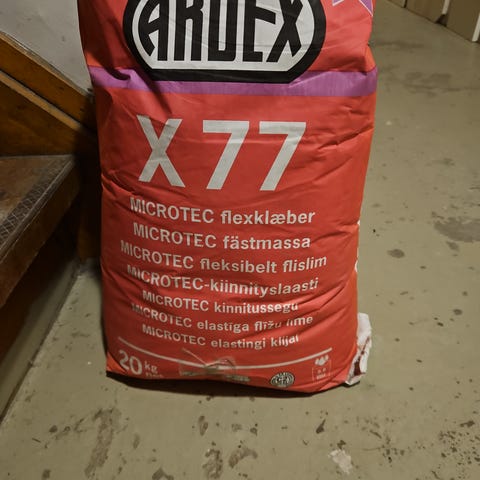 ARDEX
X 77
MICROTEC flexklæber
MICROTEC fästmassa
MICROTEC fleksibelt flislim
MICROTEC-kiinnityslaasti
MICROTEC kinnitussegu
MICROTEC elastīga flīžu līme
MICROTEC elastingi klijai
20 kg